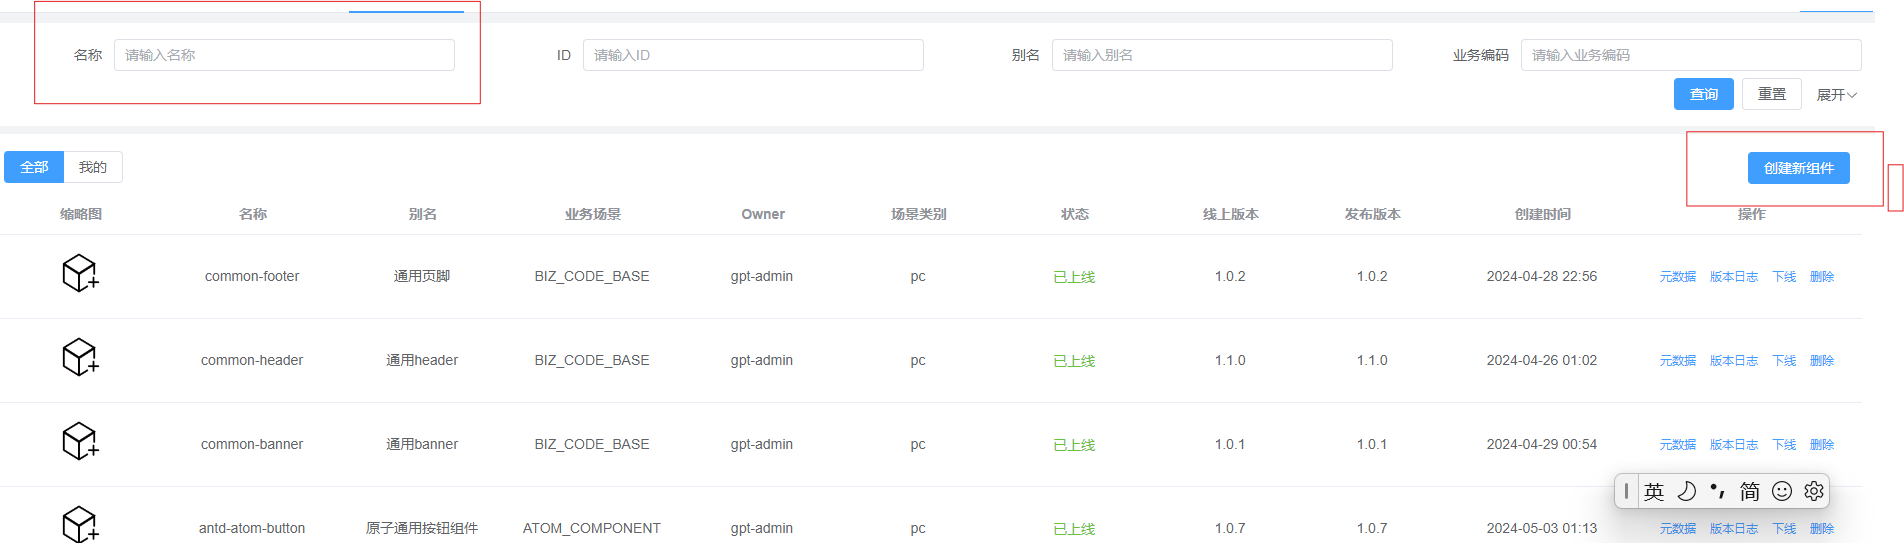 名称 请输入名称 ID 请输入ID 别名 请输入别名 业务编码 请输入业务编码
查询 重置 展开
全部 我的 创建新组件
缩略图 名称 别名 业务场景 Owner 场景类别 状态 线上版本 发布版本 创建时间 操作
common-footer 通用页脚 BIZ_CODE_BASE gpt-admin pc 已上线 1.0.2 1.0.2 2024-04-28 22:56 元数据 版本日志 下线 删除
common-header 通用header BIZ_CODE_BASE gpt-admin pc 已上线 1.1.0 1.1.0 2024-04-26 01:02 元数据 版本日志 下线 删除
common-banner 通用banner BIZ_CODE_BASE gpt-admin pc 已上线 1.0.1 1.0.1 2024-04-29 00:54 元数据 版本日志 下线 删除
英 简
antd-atom-button 原子通用按钮组件 ATOM_COMPONENT gpt-admin pc 已上线 1.0.7 1.0.7 2024-05-03 01:13 元数据 版本日志 下线 删除